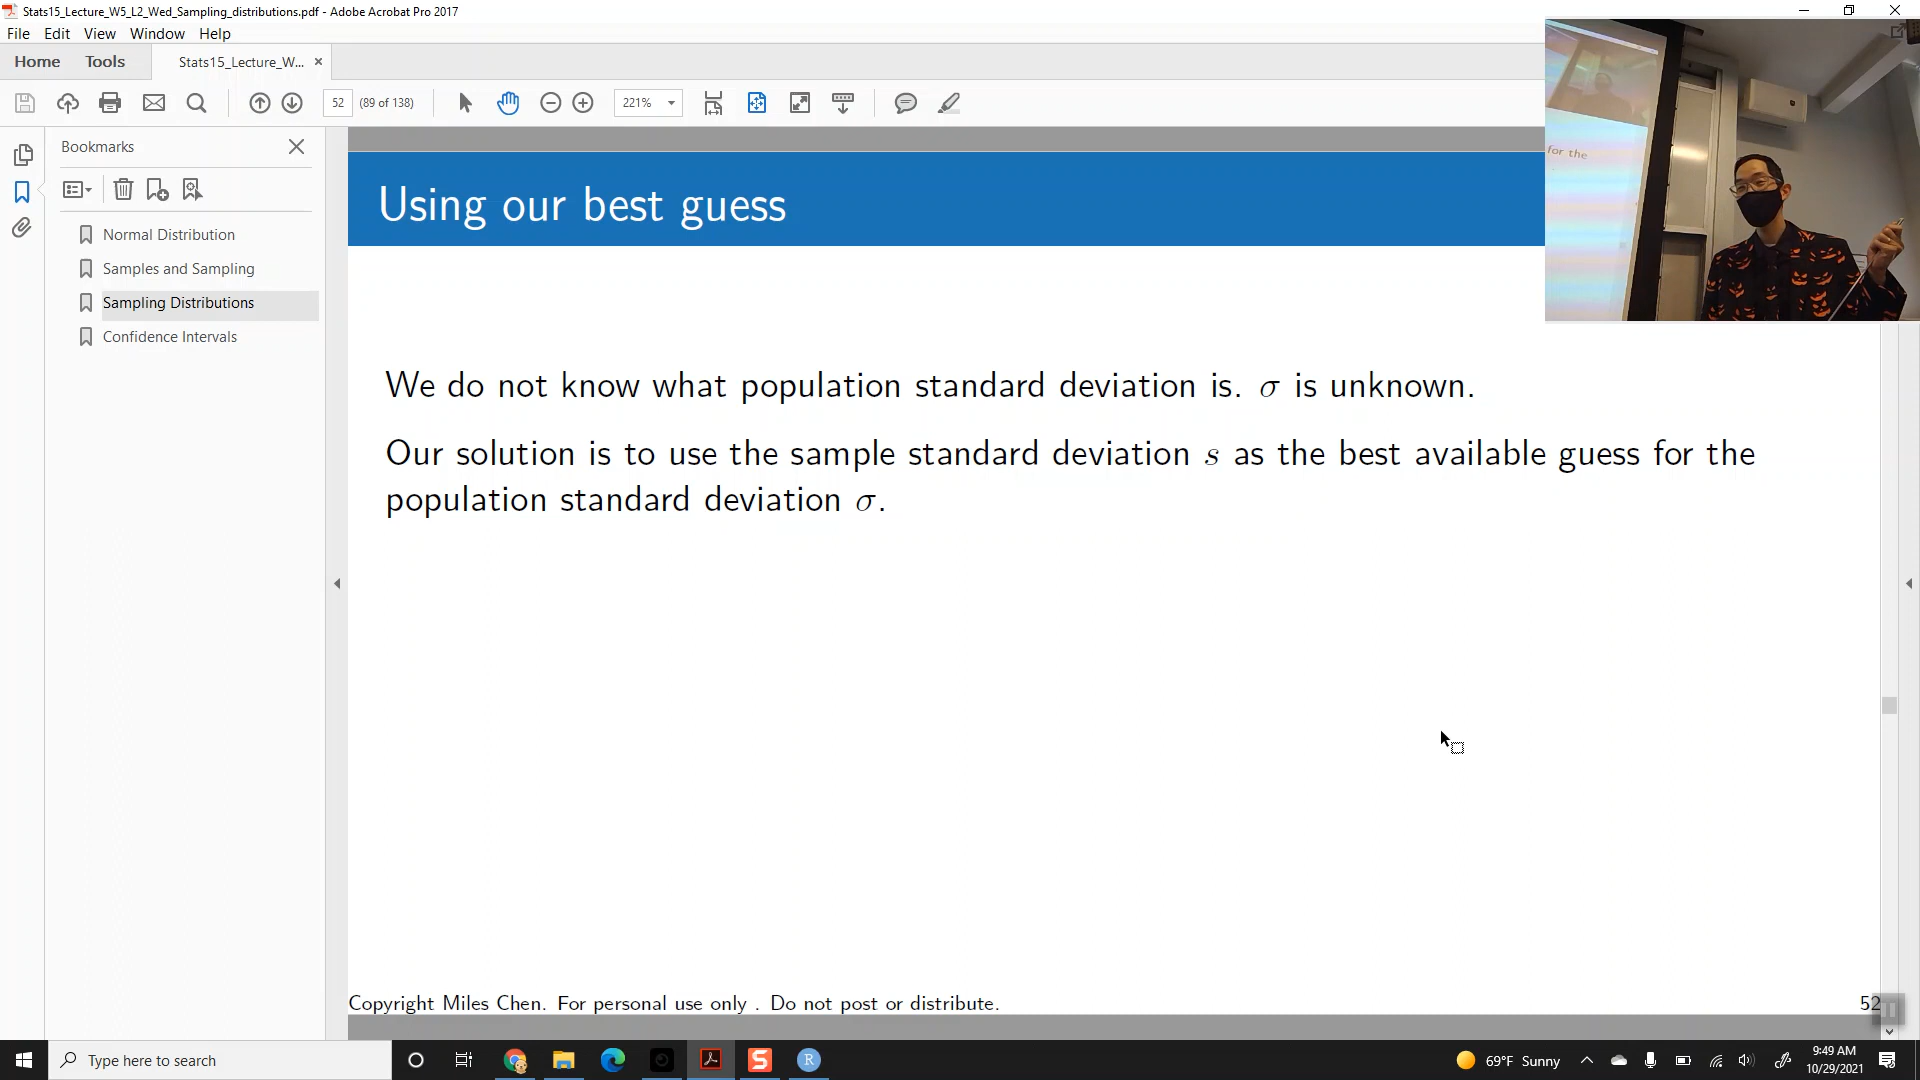 Stats15_Lecture_W5_L2_Wed_Sampling_distributions.pdf - Adobe Acrobat Pro 2017
File Edit View Window Help
Home Tools Stats15_Lecture_W... ×
52 (89 of 138) 221%
Bookmarks
Normal Distribution
Samples and Sampling
Sampling Distributions
Confidence Intervals
Using our best guess
for the
We do not know what population standard deviation is. σ is unknown.
Our solution is to use the sample standard deviation s as the best available guess for the
population standard deviation σ.
Copyright Miles Chen. For personal use only . Do not post or distribute.
52
Type here to search
S
R
69°F Sunny
9:49 AM
10/29/2021